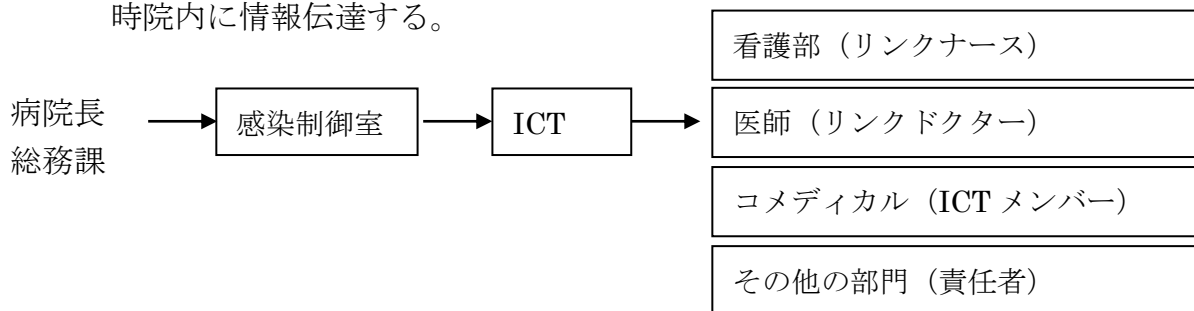 時院内に情報伝達する。
病院長
総務課
感染制御室
ICT
看護部（リンクナース）
医師（リンクドクター）
コメディカル（ICT メンバー）
その他の部門（責任者）